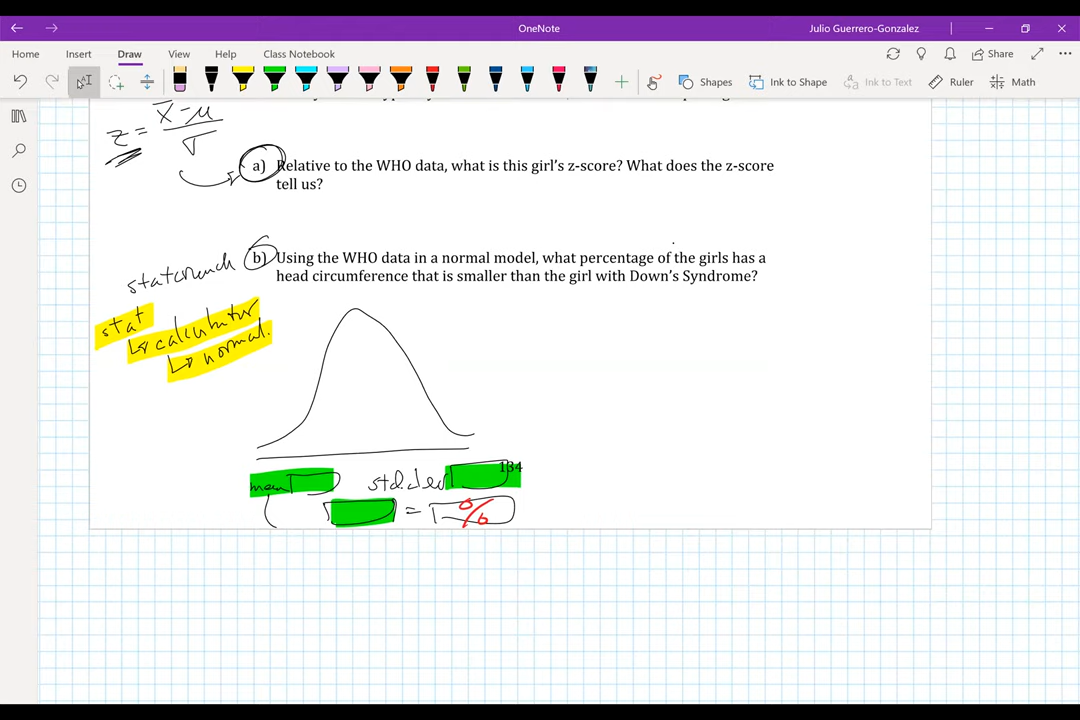 OneNote
Julio Guerrero-Gonzalez
Home Insert Draw View Help Class Notebook
Share
Shapes Ink to Shape Ink to Text Ruler Math
z = x̄ - μ / σ
a) Relative to the WHO data, what is this girl's z-score? What does the z-score
tell us?
statcrunch
b) Using the WHO data in a normal model, what percentage of the girls has a
head circumference that is smaller than the girl with Down's Syndrome?
stat
↳ calculator
↳ normal.
134
mean std.dev
= %